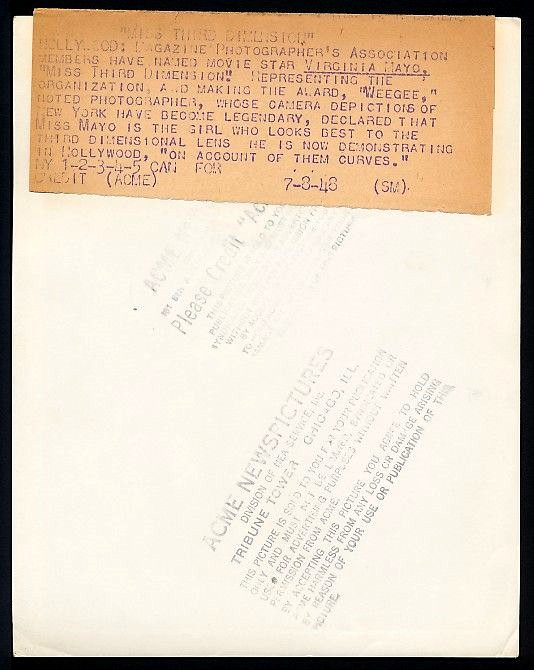 "MISS THIRD DIMENSION"
HOLLYWOOD: MAGAZINE PHOTOGRAPHER'S ASSOCIATION
MEMBERS HAVE NAMED MOVIE STAR VIRGINIA MAYO,
"MISS THIRD DIMENSION". REPRESENTING THE
ORGANIZATION, AND MAKING THE AWARD, "WEEGEE,"
NOTED PHOTOGRAPHER, WHOSE CAMERA DEPICTIONS OF
NEW YORK HAVE BECOME LEGENDARY, DECLARED THAT
MISS MAYO IS THE GIRL WHO LOOKS BEST TO THE
THIRD DIMENSIONAL LENS HE IS NOW DEMONSTRATING
IN HOLLYWOOD, "ON ACCOUNT OF THEM CURVES."
NY 1-2-3-4-5 CAN FOR
CREDIT (ACME) 7-8-48 (SM).
ACME
Please Credit "Ac
ACME NEWSPICTURES
DIVISION OF NEA SERVICE, INC.
TRIBUNE TOWER CHICAGO, ILL.
THIS PICTURE IS SOLD TO YOU FOR YOUR PUBLICATION
ONLY AND MUST NOT BE LOANED, SYNDICATED OR
USED FOR ADVERTISING PURPOSES WITHOUT WRITTEN
PERMISSION FROM ACME.
BY ACCEPTING THIS PICTURE YOU AGREE TO HOLD
ACME HARMLESS FROM ANY LOSS OR DAMAGE ARISING
BY REASON OF YOUR USE OR PUBLICATION OF THIS
PICTURE.